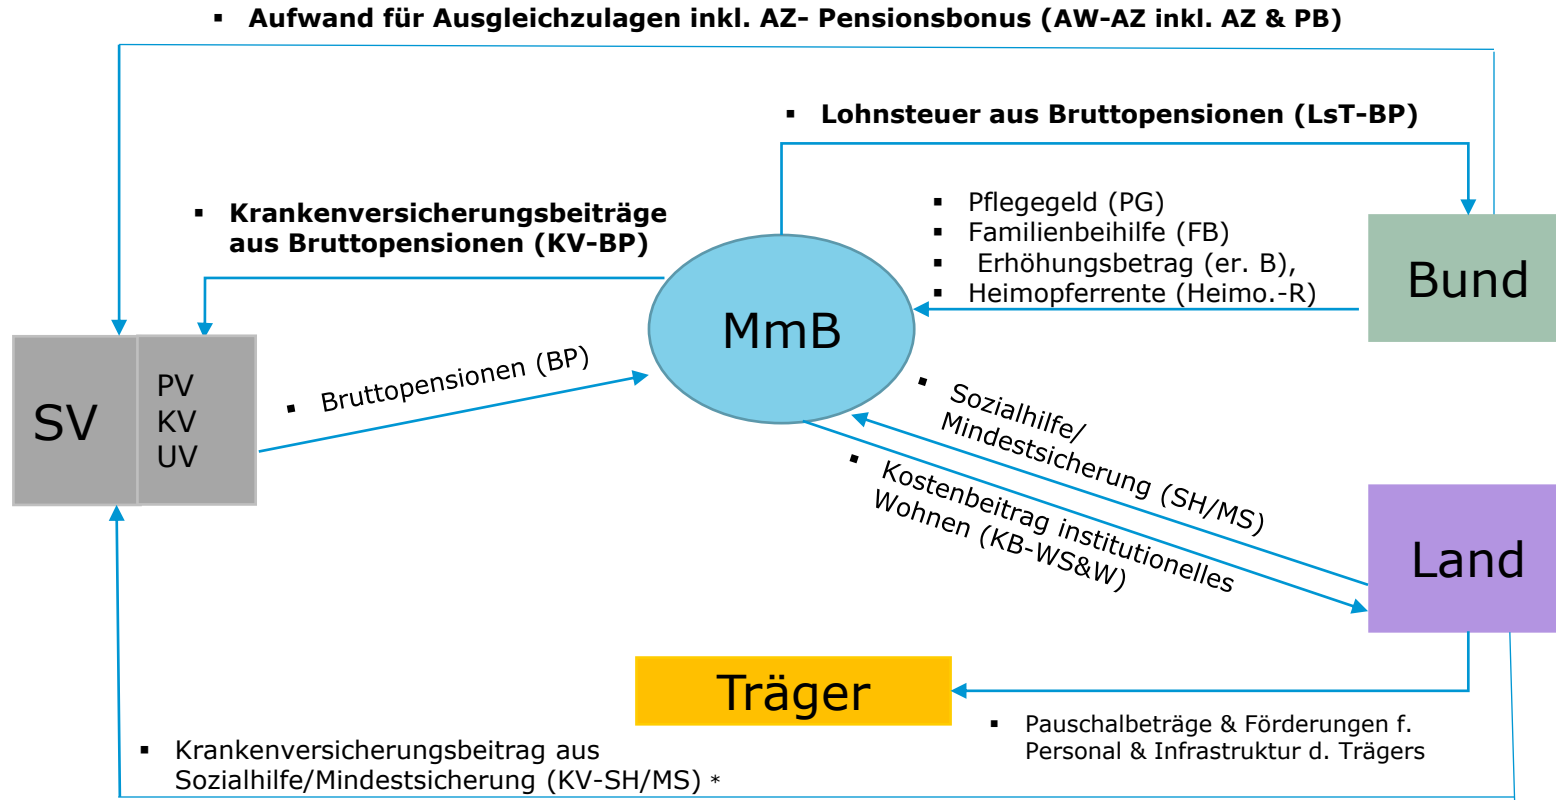 ▪ Aufwand für Ausgleichzulagen inkl. AZ- Pensionsbonus (AW-AZ inkl. AZ & PB)
▪ Lohnsteuer aus Bruttopensionen (LsT-BP)
▪ Krankenversicherungsbeiträge
aus Bruttopensionen (KV-BP)
▪ Pflegegeld (PG)
▪ Familienbeihilfe (FB)
▪ Erhöhungsbetrag (er. B),
▪ Heimopferrente (Heimo.-R)
Bund
MmB
SV
PV
KV
UV
▪ Bruttopensionen (BP)
▪ Sozialhilfe/
Mindestsicherung (SH/MS)
▪ Kostenbeitrag institutionelles
Wohnen (KB-WS&W)
Land
Träger
▪ Pauschalbeträge & Förderungen f.
Personal & Infrastruktur d. Trägers
▪ Krankenversicherungsbeitrag aus
Sozialhilfe/Mindestsicherung (KV-SH/MS) *